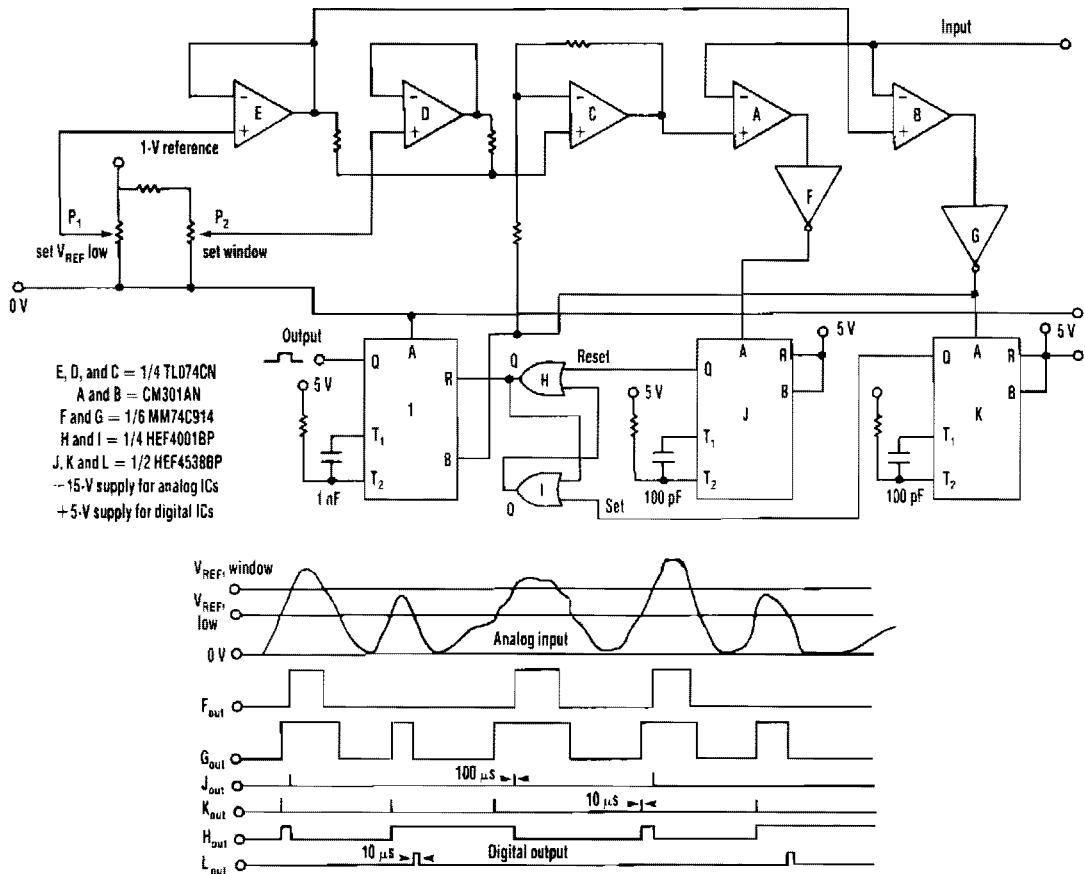 Input
E
D
C
A
B
- + - + - + - + - +
1-V reference
F
G
P1
P2
set VREF low
set window
0 V
Output
Q
A
R
1
B
T1
T2
5 V
1 nF
Q
H
Reset
I
Q
Set
A
Q
R
B
J
T1
T2
5 V
5 V
100 pF
A
Q
R
B
K
T1
T2
5 V
100 pF
E, D, and C = 1/4 TL074CN
A and B = CM301AN
F and G = 1/6 MM74C914
H and I = 1/4 HEF4001BP
J, K and L = 1/2 HEF4538BP
—15-V supply for analog ICs
+5-V supply for digital ICs
VREF, window
VREF, low
0 V
Analog input
Fout
Gout
100 μs
Jout
Kout
10 μs
Hout
10 μs
Digital output
Lout